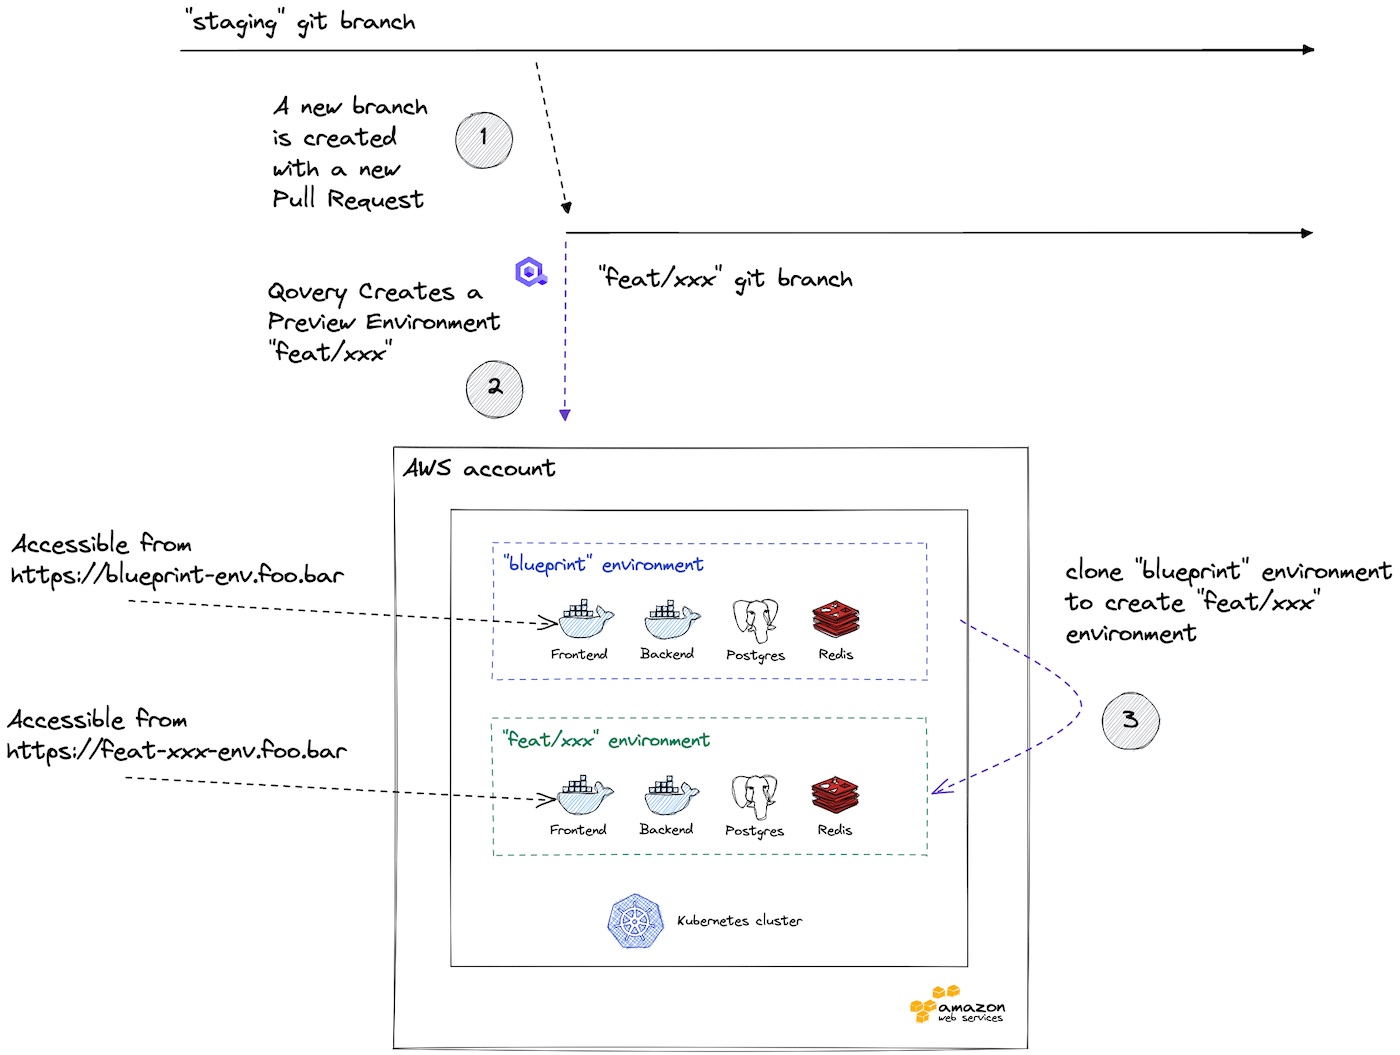 "staging" git branch
A new branch
is created
with a new
Pull Request
1
"feat/xxx" git branch
Qovery Creates a
Preview Environment
"feat/xxx"
2
AWS account
Accessible from
https://blueprint-env.foo.bar
"blueprint" environment
Frontend
Backend
Postgres
Redis
clone "blueprint" environment
to create "feat/xxx"
environment
3
Accessible from
https://feat-xxx-env.foo.bar
"feat/xxx" environment
Frontend
Backend
Postgres
Redis
Kubernetes cluster
amazon
web services